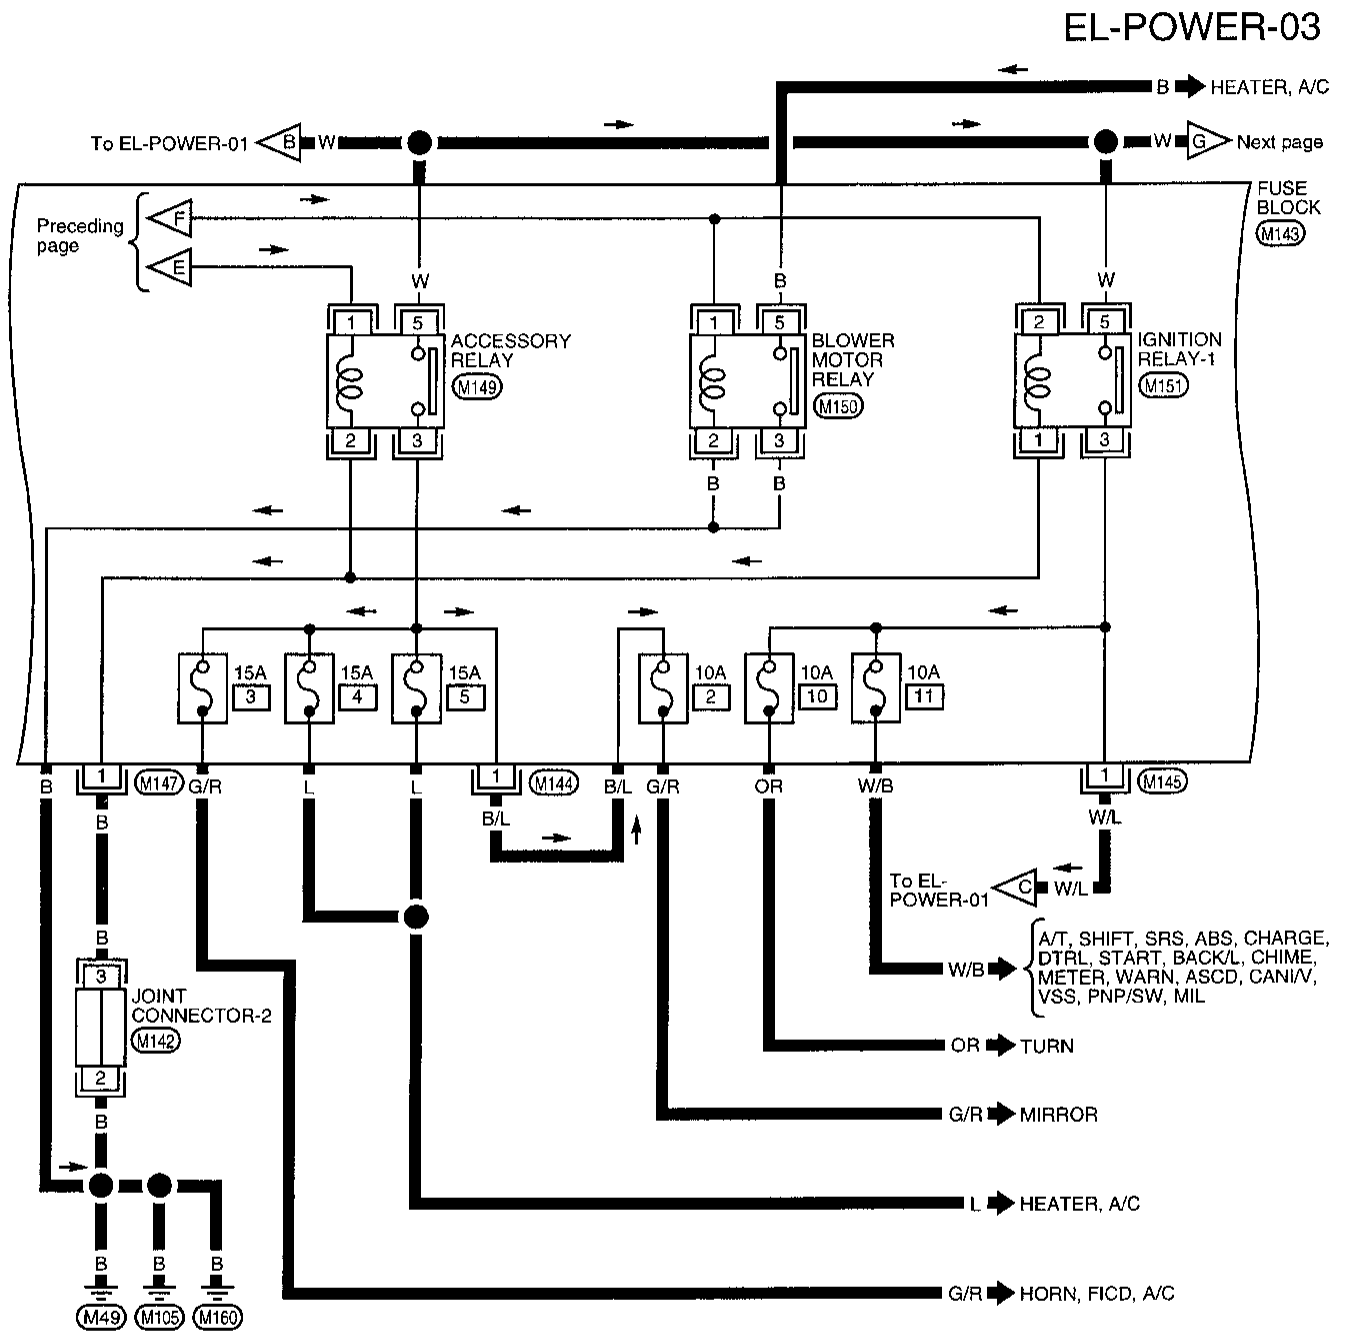 EL-POWER-03
B HEATER, A/C
To EL-POWER-01 B W
W G Next page
FUSE
BLOCK
M143
Preceding
page
F
E
W
B
W
1 5
ACCESSORY
RELAY
M149
2 3
1 5
BLOWER
MOTOR
RELAY
M150
2 3
B B
2 5
IGNITION
RELAY-1
M151
1 3
15A
3
15A
4
15A
5
10A
2
10A
10
10A
11
B
1 M147
G/R
L
L
1 M144
B/L
G/R
OR
W/B
1 M145
B
B/L
W/L
To EL-
POWER-01
C W/L
B
3
JOINT
CONNECTOR-2
M142
2
B
W/B
A/T, SHIFT, SRS, ABS, CHARGE,
DTRL, START, BACK/L, CHIME,
METER, WARN, ASCD, CANI/V,
VSS, PNP/SW, MIL
OR TURN
G/R MIRROR
L HEATER, A/C
G/R HORN, FICD, A/C
B B B
M49 M105 M160